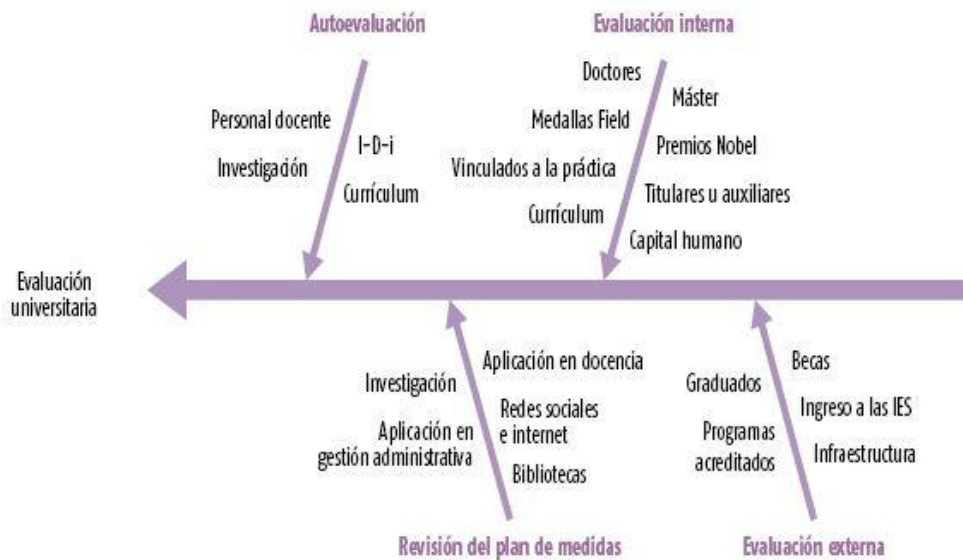 Autoevaluación
Personal docente
Investigación
I-D-i
Currículum
Evaluación interna
Doctores
Medallas Field
Vinculados a la práctica
Currículum
Máster
Premios Nobel
Titulares u auxiliares
Capital humano
Evaluación
universitaria
Investigación
Aplicación en
gestión administrativa
Aplicación en docencia
Redes sociales
e internet
Bibliotecas
Revisión del plan de medidas
Graduados
Programas
acreditados
Becas
Ingreso a las IES
Infraestructura
Evaluación externa